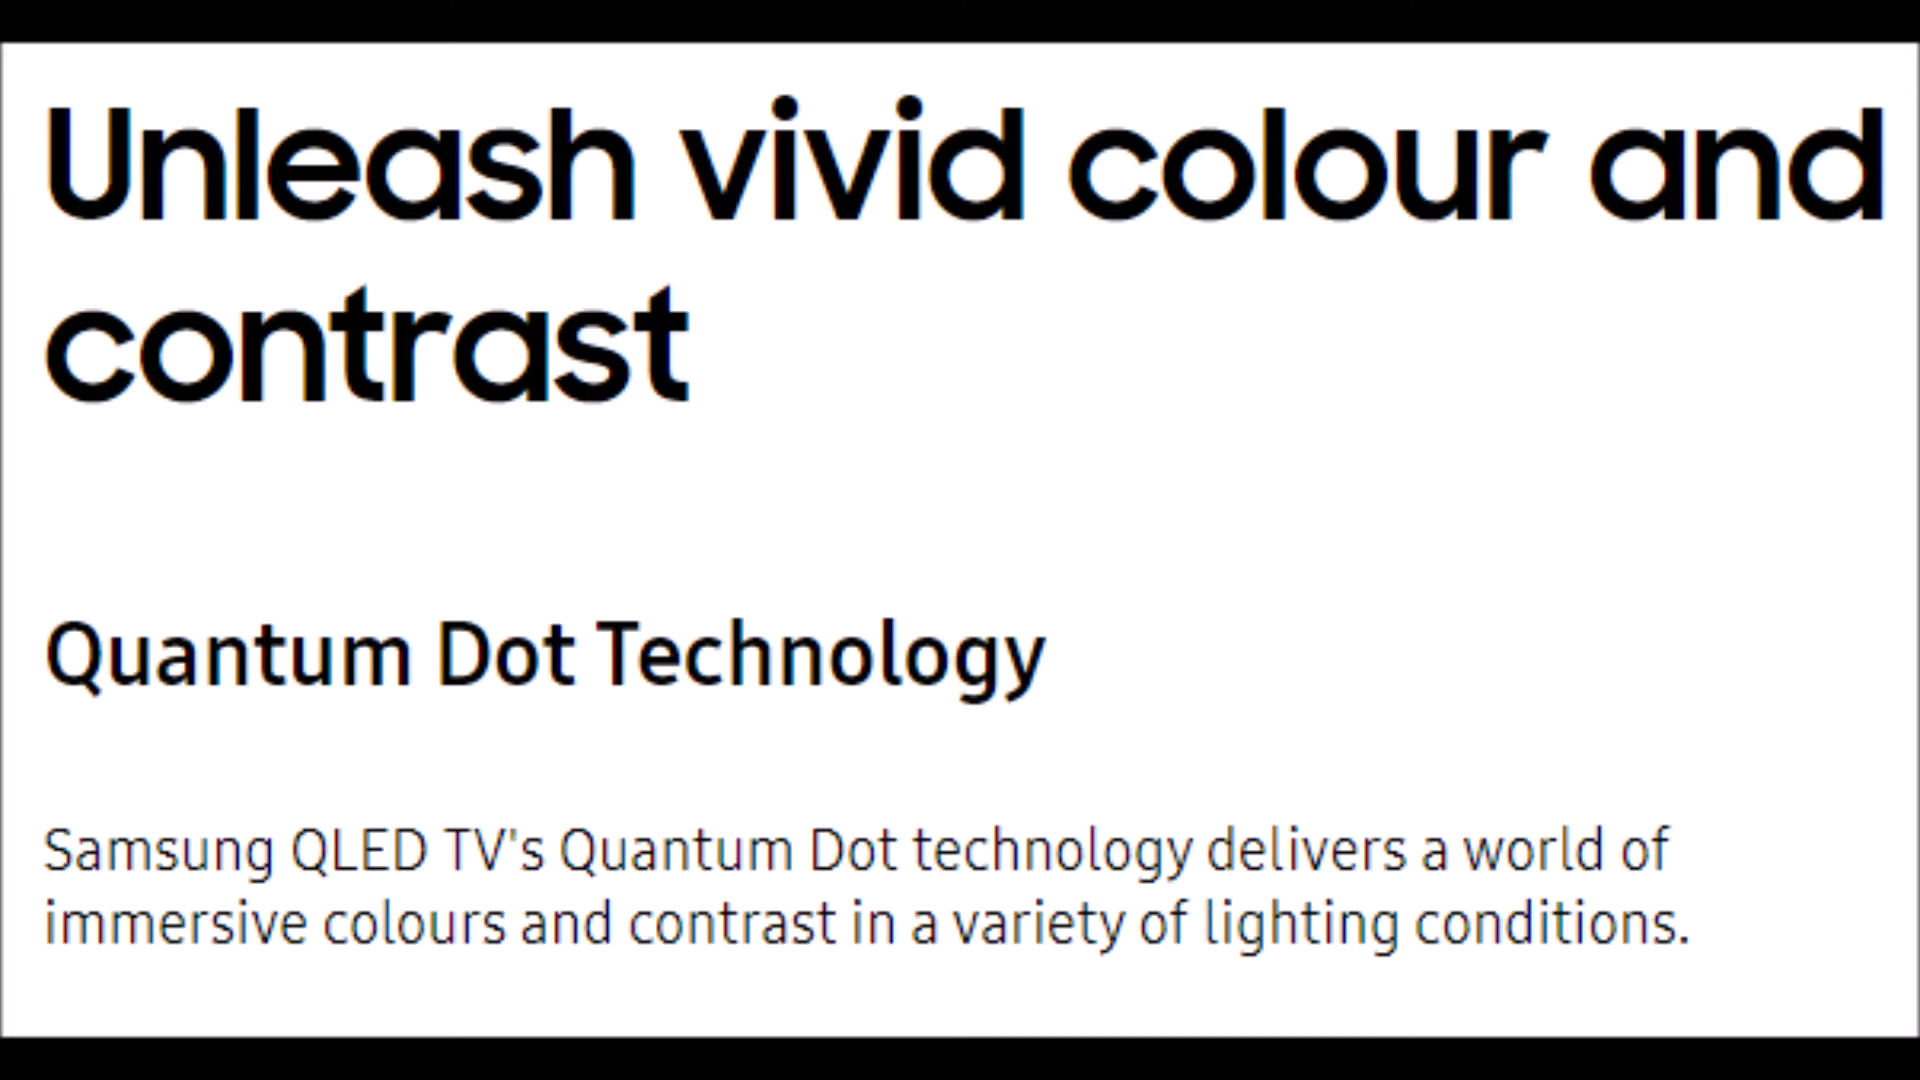 Unleash vivid colour and
contrast
Quantum Dot Technology
Samsung QLED TV's Quantum Dot technology delivers a world of
immersive colours and contrast in a variety of lighting conditions.